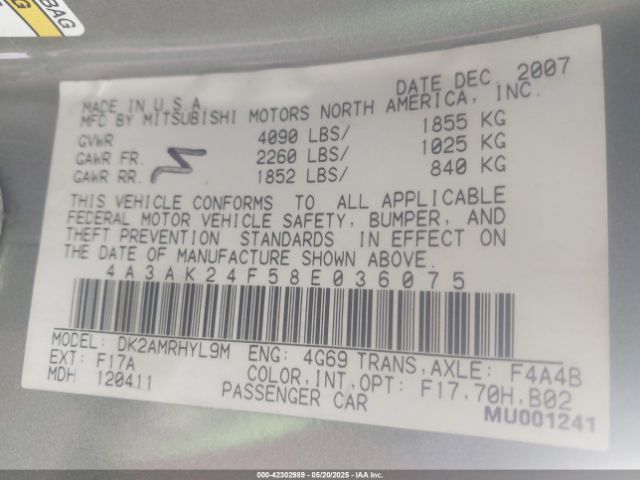 BAG
DATE DEC. 2007
MADE IN U.S.A.
MFD BY MITSUBISHI MOTORS NORTH AMERICA, INC.
GVWR 4090 LBS/ 1855 KG
GAWR FR. 2260 LBS/ 1025 KG
GAWR RR. 1852 LBS/ 840 KG
THIS VEHICLE CONFORMS TO ALL APPLICABLE
FEDERAL MOTOR VEHICLE SAFETY, BUMPER, AND
THEFT PREVENTION STANDARDS IN EFFECT ON
THE DATE OF MANUFACTURE SHOWN ABOVE.
4A3AK24F58E036075
MODEL: DK2AMRHYL9M ENG: 4G69 TRANS,AXLE: F4A4B
EXT: F17A COLOR,INT,OPT: F17,70H,B02
MDH 120411 PASSENGER CAR
MU001241
000-42302989 - 05/20/2025 - IAAI.COM